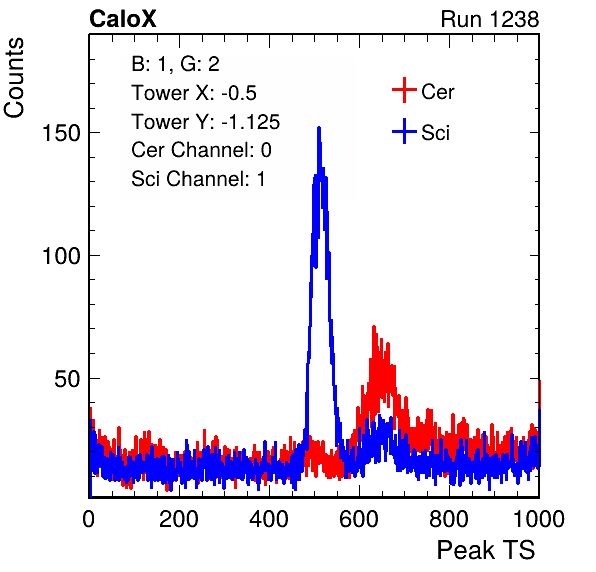 CaloX Run 1238
Counts
B: 1, G: 2
Tower X: -0.5
Tower Y: -1.125
Cer Channel: 0
Sci Channel: 1
Cer
Sci
150
100
50
0 200 400 600 800 1000
Peak TS